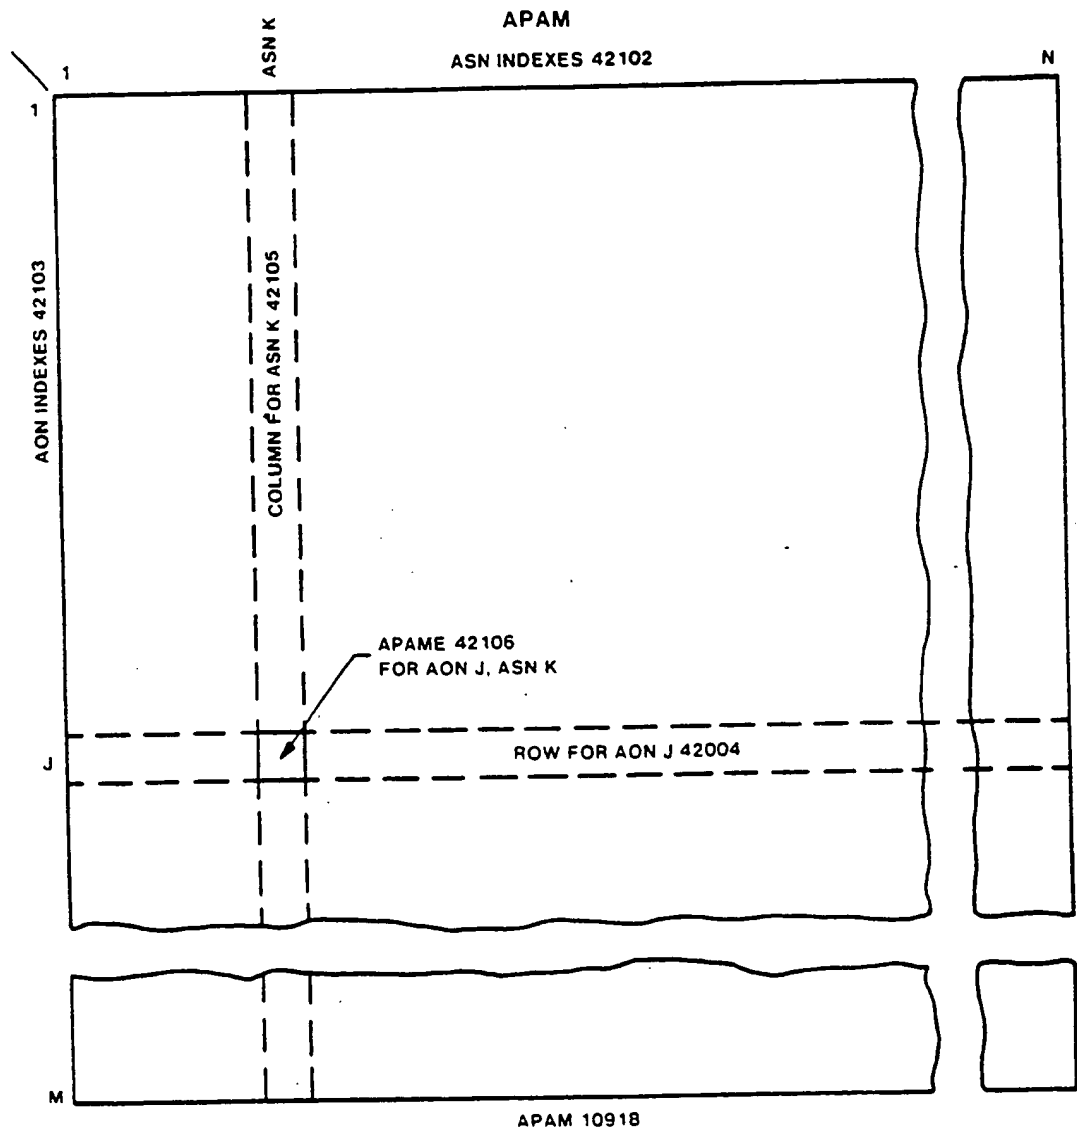 APAM
ASN K
ASN INDEXES 42102
1
N
1
AON INDEXES 42103
COLUMN FOR ASN K 42105
APAME 42106
FOR AON J, ASN K
J
ROW FOR AON J 42004
M
APAM 10918